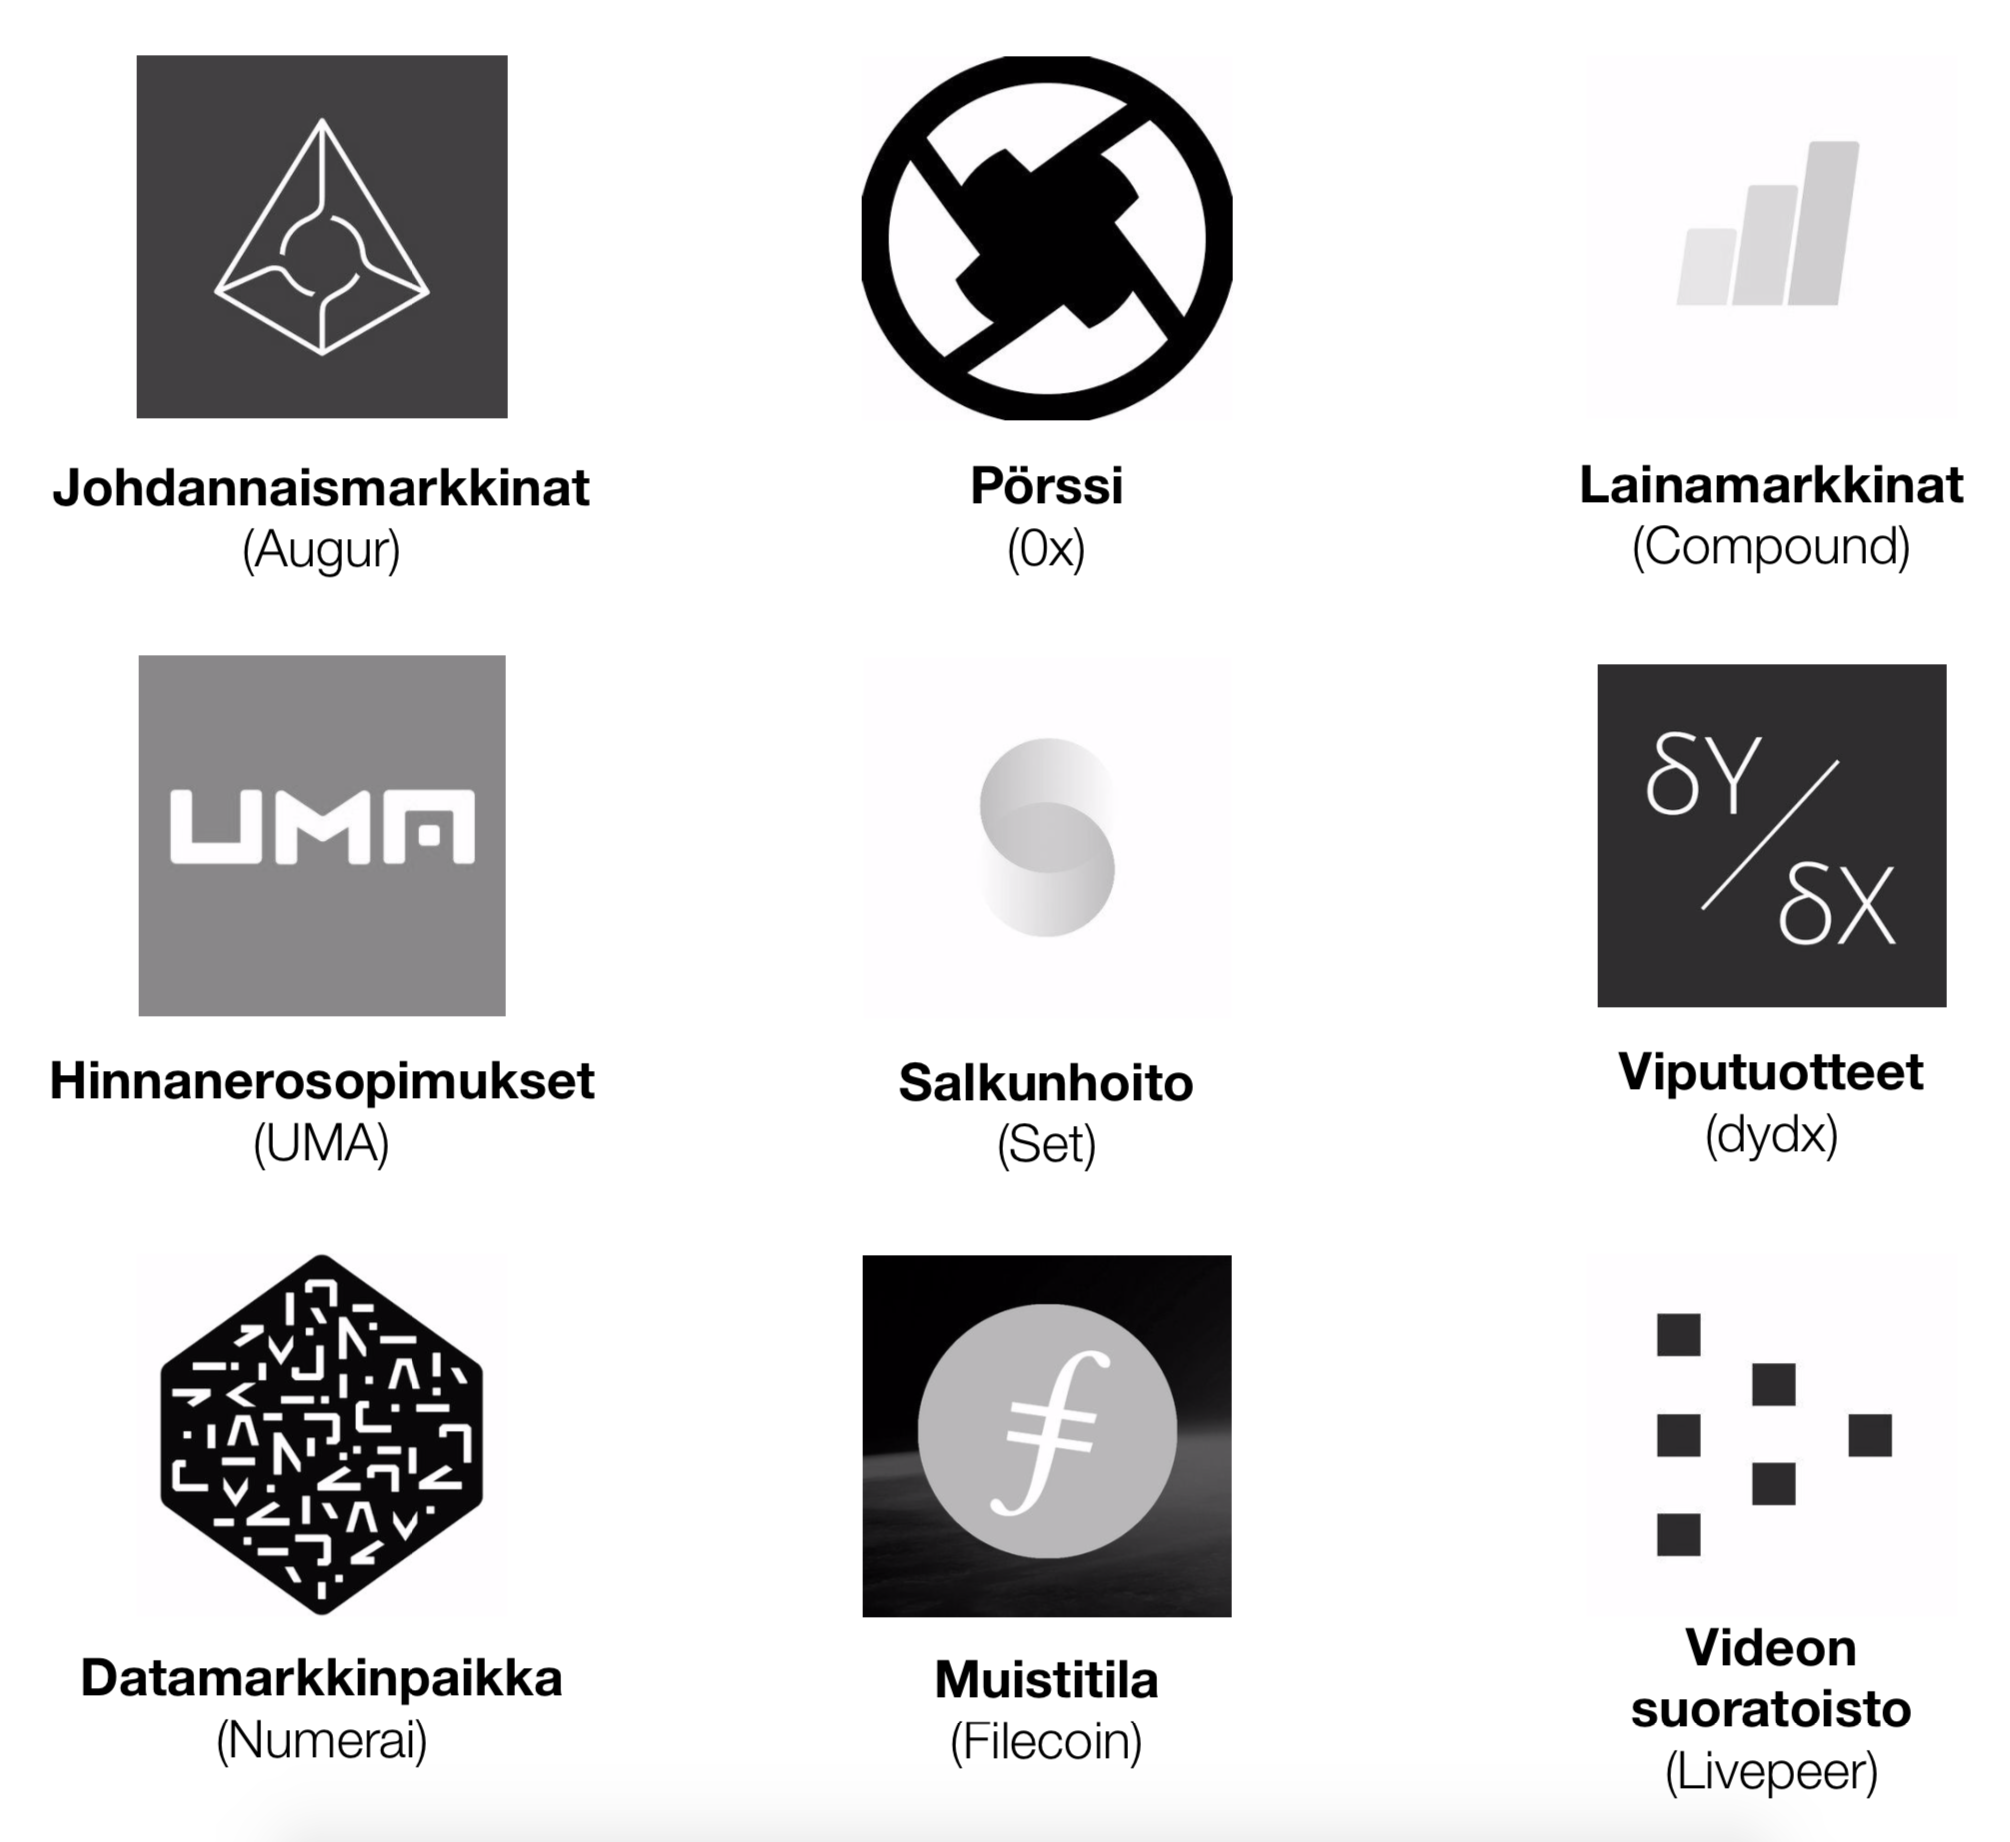 Johdannaismarkkinat
(Augur)
Pörssi
(0x)
Lainamarkkinat
(Compound)
UMA
Hinnanerosopimukset
(UMA)
Salkunhoito
(Set)
δY/δX
Viputuotteet
(dydx)
Datamarkkinpaikka
(Numerai)
Muistitila
(Filecoin)
Videon
suoratoisto
(Livepeer)